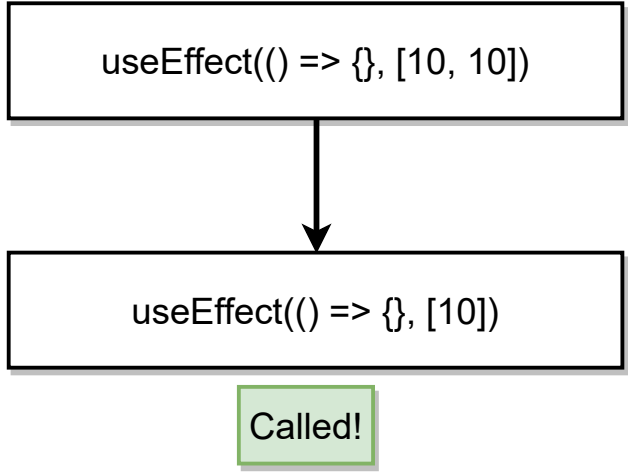 useEffect(() => {}, [10, 10])
useEffect(() => {}, [10])
Called!